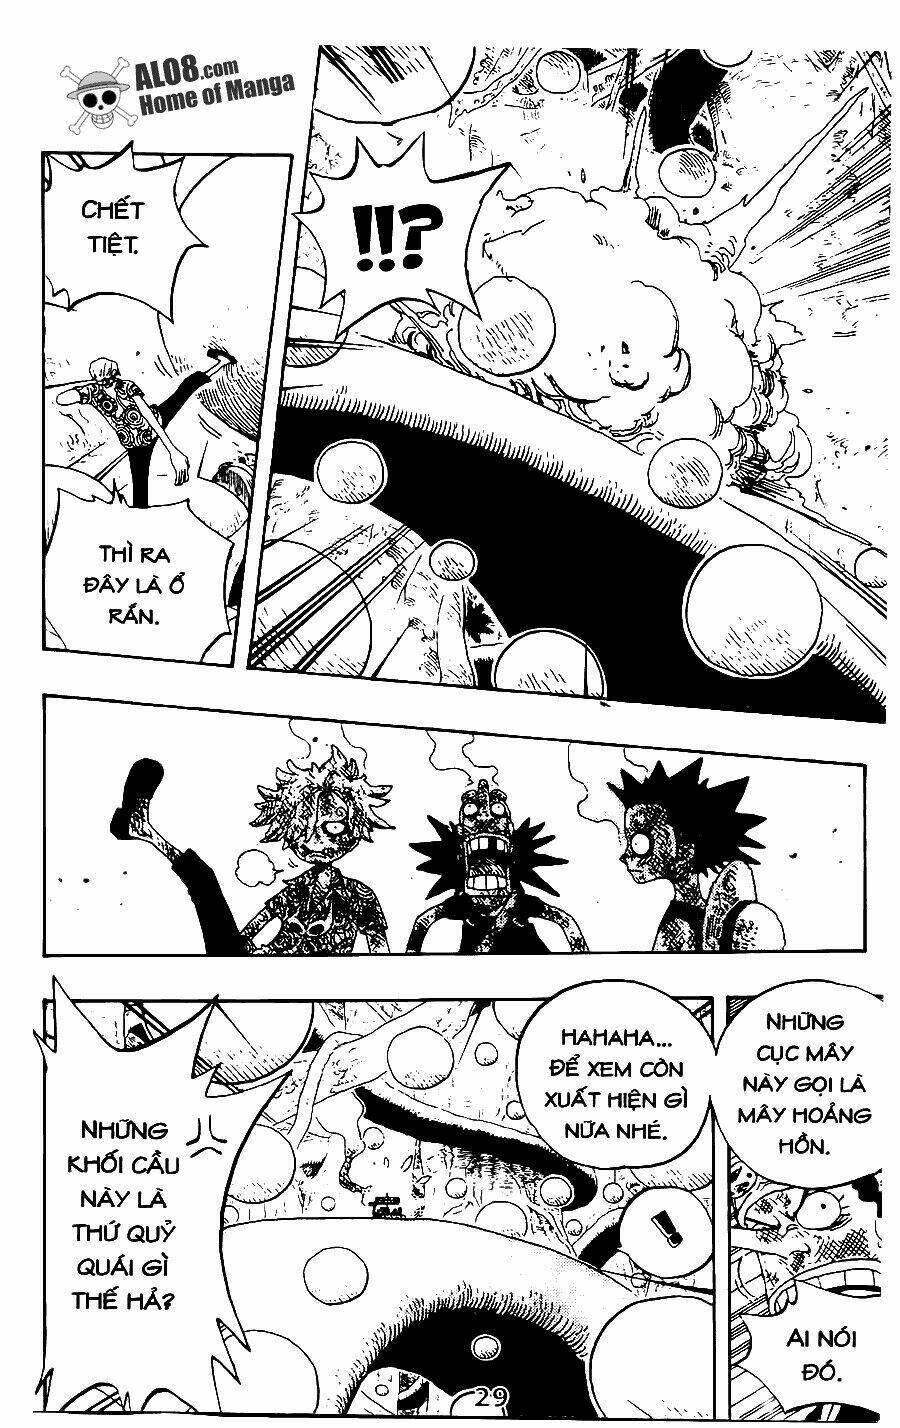 AL08.com
Home of Manga
CHẾT
TIỆT.
!!?
THÌ RA
ĐÂY LÀ Ổ
RẮN.
NHỮNG
KHỐI CẦU
NÀY LÀ
THỨ QUỶ
QUÁI GÌ
THẾ HẢ?
HAHAHA...
ĐỂ XEM CÒN
XUẤT HIỆN GÌ
NỮA NHÉ.
!
NHỮNG
CỤC MÂY
NÀY GỌI LÀ
MÂY HOẢNG
HỒN.
AI NÓI
ĐÓ.
29